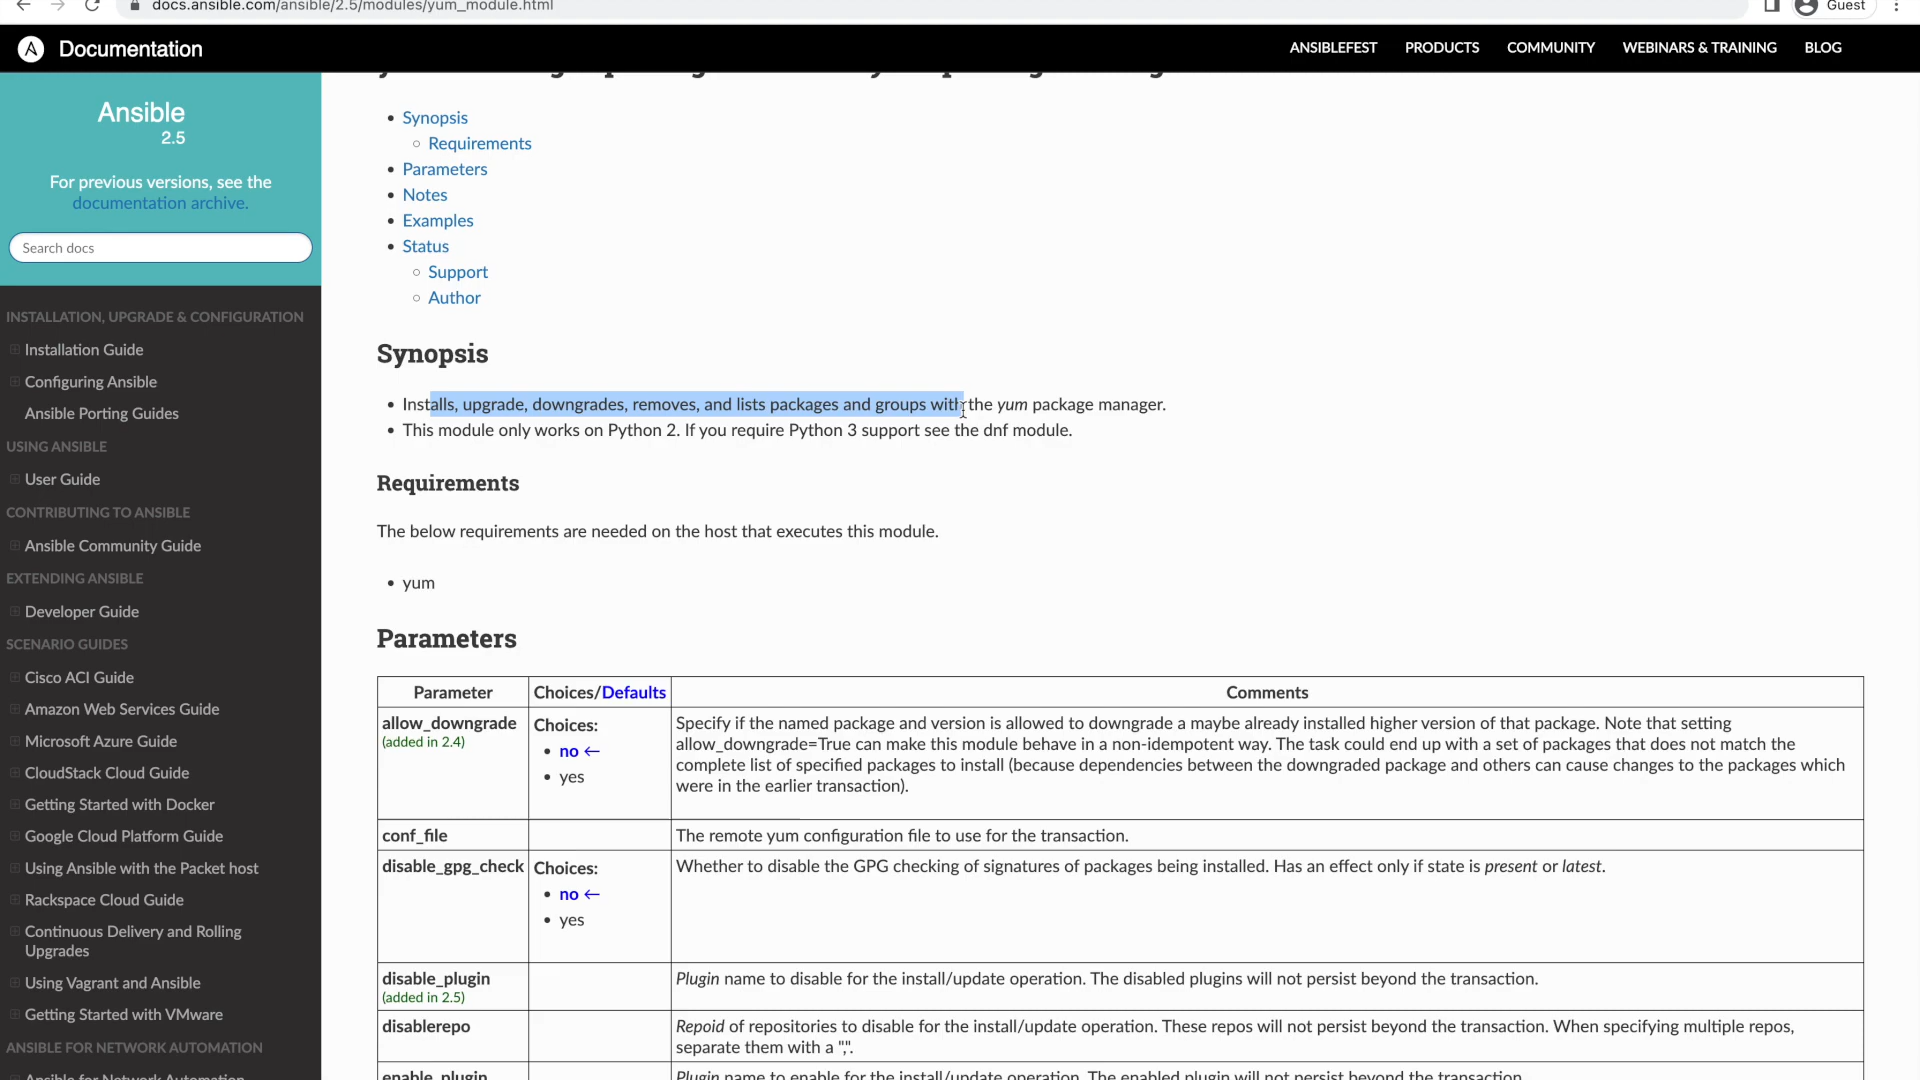 docs.ansible.com/ansible/2.5/modules/yum_module.html
Guest
Documentation
ANSIBLEFEST
PRODUCTS
COMMUNITY
WEBINARS & TRAINING
BLOG
Ansible
2.5
For previous versions, see the
documentation archive.
Search docs
INSTALLATION, UPGRADE & CONFIGURATION
Installation Guide
Configuring Ansible
Ansible Porting Guides
USING ANSIBLE
User Guide
CONTRIBUTING TO ANSIBLE
Ansible Community Guide
EXTENDING ANSIBLE
Developer Guide
SCENARIO GUIDES
Cisco ACI Guide
Amazon Web Services Guide
Microsoft Azure Guide
CloudStack Cloud Guide
Getting Started with Docker
Google Cloud Platform Guide
Using Ansible with the Packet host
Rackspace Cloud Guide
Continuous Delivery and Rolling
Upgrades
Using Vagrant and Ansible
Getting Started with VMware
ANSIBLE FOR NETWORK AUTOMATION
Ansible for Network Automation
Synopsis
Requirements
Parameters
Notes
Examples
Status
Support
Author
Synopsis
Installs, upgrade, downgrades, removes, and lists packages and groups with the yum package manager.
This module only works on Python 2. If you require Python 3 support see the dnf module.
Requirements
The below requirements are needed on the host that executes this module.
yum
Parameters
Parameter
Choices/Defaults
Comments
allow_downgrade
(added in 2.4)
Choices:
no ←
yes
Specify if the named package and version is allowed to downgrade a maybe already installed higher version of that package. Note that setting
allow_downgrade=True can make this module behave in a non-idempotent way. The task could end up with a set of packages that does not match the
complete list of specified packages to install (because dependencies between the downgraded package and others can cause changes to the packages which
were in the earlier transaction).
conf_file
The remote yum configuration file to use for the transaction.
disable_gpg_check
Choices:
no ←
yes
Whether to disable the GPG checking of signatures of packages being installed. Has an effect only if state is present or latest.
disable_plugin
(added in 2.5)
Plugin name to disable for the install/update operation. The disabled plugins will not persist beyond the transaction.
disablerepo
Repoid of repositories to disable for the install/update operation. These repos will not persist beyond the transaction. When specifying multiple repos,
separate them with a ",".
enable_plugin
Plugin name to enable for the install/update operation. The enabled plugin will not persist beyond the transaction.